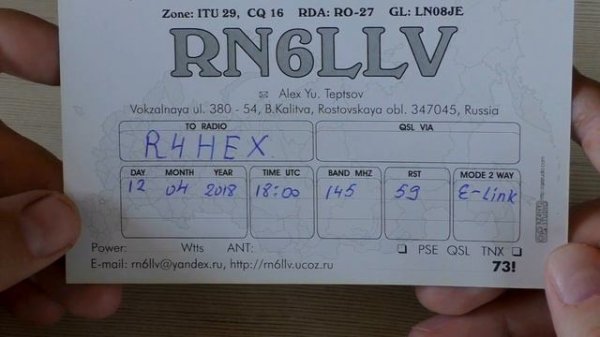 Zone: ITU 29, CQ 16 RDA: RO-27 GL: LN08JE
RN6LLV
Alex Yu. Teptsov
Vokzalnaya ul. 380 - 54, B.Kalitva, Rostovskaya obl. 347045, Russia
TO RADIO QSL VIA
R4HEX
DAY MONTH YEAR TIME UTC BAND MHZ RST MODE 2 WAY
12 04 2018 18:00 145 59 E-Link
Power: Wtts ANT: PSE QSL TNX
E-mail: rn6llv@yandex.ru, http://rn6llv.ucoz.ru 73!